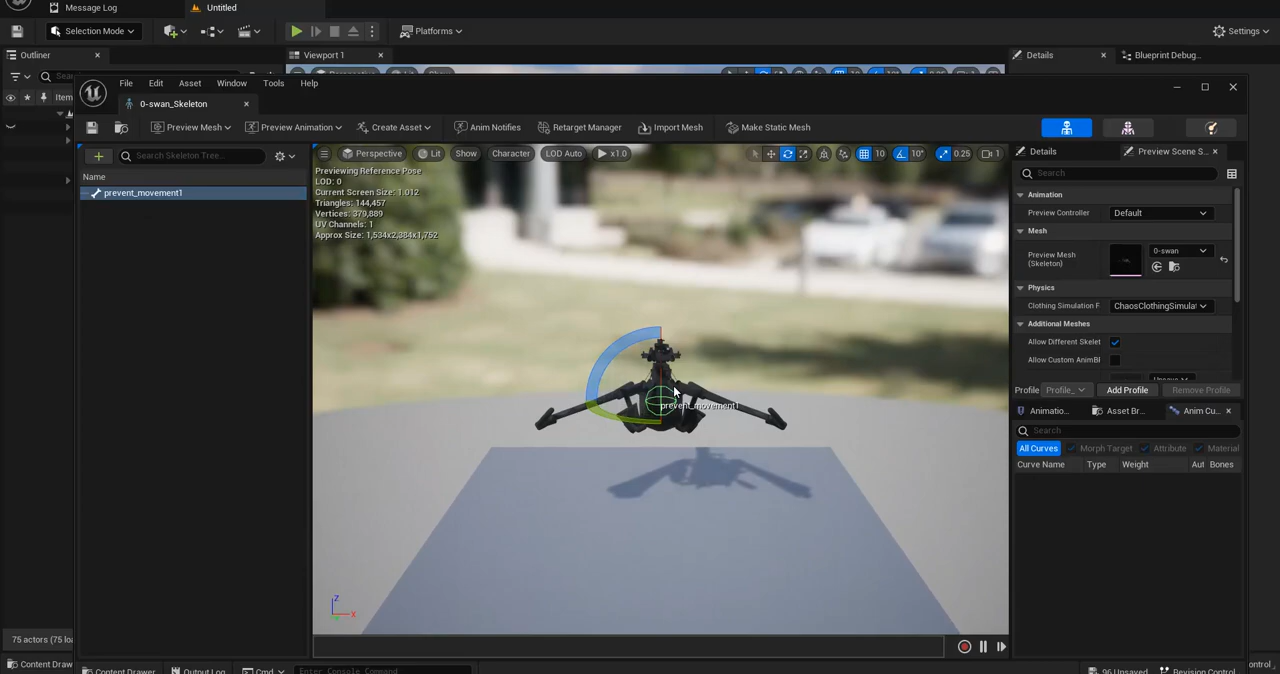 Message Log
Untitled
Selection Mode
Platforms
Settings
Outliner
Viewport 1
Details
Blueprint Debug...
Item
File Edit Asset Window Tools Help
0-swan_Skeleton
Preview Mesh
Preview Animation
Create Asset
Anim Notifies
Retarget Manager
Import Mesh
Make Static Mesh
Search Skeleton Tree...
Name
prevent_movement1
Perspective
Lit
Show
Character
LOD Auto
x1.0
10
10°
0.25
1
Previewing Reference Pose
LOD: 0
Current Screen Size: 1.012
Triangles: 144,457
Vertices: 379,889
UV Channels: 1
Approx Size: 1,534x2,384x1,752
prevent_movement1
Z
X
Details
Preview Scene S...
Search
Animation
Preview Controller
Default
Mesh
Preview Mesh
(Skeleton)
0-swan
Physics
Clothing Simulation F
ChaosClothingSimulat
Additional Meshes
Allow Different Skelet
Allow Custom AnimBl
Profile
Profile_
Add Profile
Remove Profile
Animatio...
Asset Br...
Anim Cu...
Search
All Curves
Morph Target
Attribute
Material
Curve Name Type Weight Aut Bones
75 actors (75 loa
Content Draw
Content Drawer
Output Log
Cmd
Enter Console Command
96 Unsaved
Revision Control
ontrol